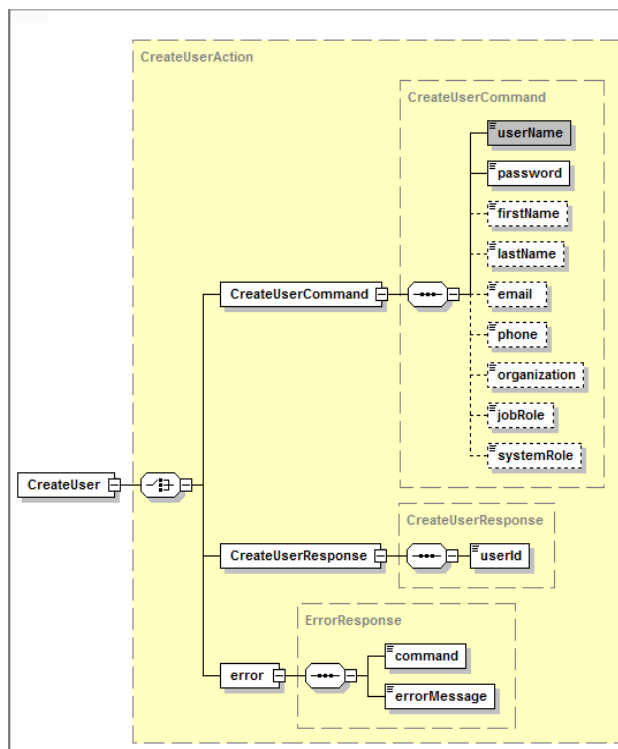 CreateUserAction
CreateUserCommand
userName
password
firstName
lastName
CreateUserCommand
email
phone
organization
jobRole
systemRole
CreateUser
CreateUserResponse
CreateUserResponse
userId
ErrorResponse
command
error
errorMessage